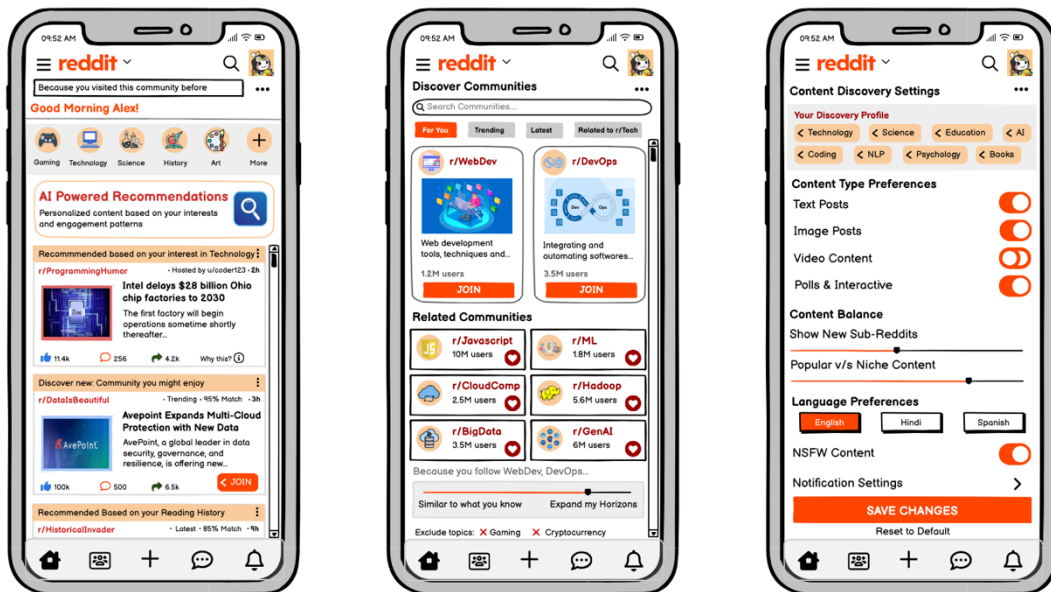 09:52 AM
reddit
Because you visited this community before
Good Morning Alex!
Gaming Technology Science History Art More
AI Powered Recommendations
Personalized content based on your interests
and engagement patterns
Recommmended based on your interest in Technology
r/ProgrammingHumor • Hosted by u/coder123 • 2h
Intel delays $28 billion Ohio
chip factories to 2030
The first factory will begin
operations sometime shortly
thereafter...
11.4k 256 4.2k Why this?
Discover new: Community you might enjoy
r/DataIsBeautiful • Trending • 95% Match • 3h
AvePoint
Avepoint Expands Multi-Cloud
Protection with New Data
AvePoint, a global leader in data
security, governance, and
resilience, is offering new...
100k 500 6.5k < JOIN
Recommended Based on your Reading History
r/HistoricalInvader • Latest • 85% Match • 9h
09:52 AM
reddit
Discover Communities
Search Communities...
For You Trending Latest Related to r/Tech
r/WebDev
Web development
tools, techniques and...
1.2M users
JOIN
r/DevOps
Dev Ops
Integrating and
automating softwares...
3.5M users
JOIN
Related Communities
r/Javascript
JS
10M users
r/ML
1.8M users
r/CloudComp
2.5M users
r/Hadoop
5.6M users
r/BigData
3.5M users
r/GenAI
6M users
Because you follow WebDev, DevOps...
Similar to what you know Expand my Horizons
Exclude topics: X Gaming X Cryptocurrency
09:52 AM
reddit
Content Discovery Settings
Your Discovery Profile
< Technology < Science < Education < AI
< Coding < NLP < Psychology < Books
Content Type Preferences
Text Posts
Image Posts
Video Content
Polls & Interactive
Content Balance
Show New Sub-Reddits
Popular v/s Niche Content
Language Preferences
English Hindi Spanish
NSFW Content
Notification Settings
SAVE CHANGES
Reset to Default